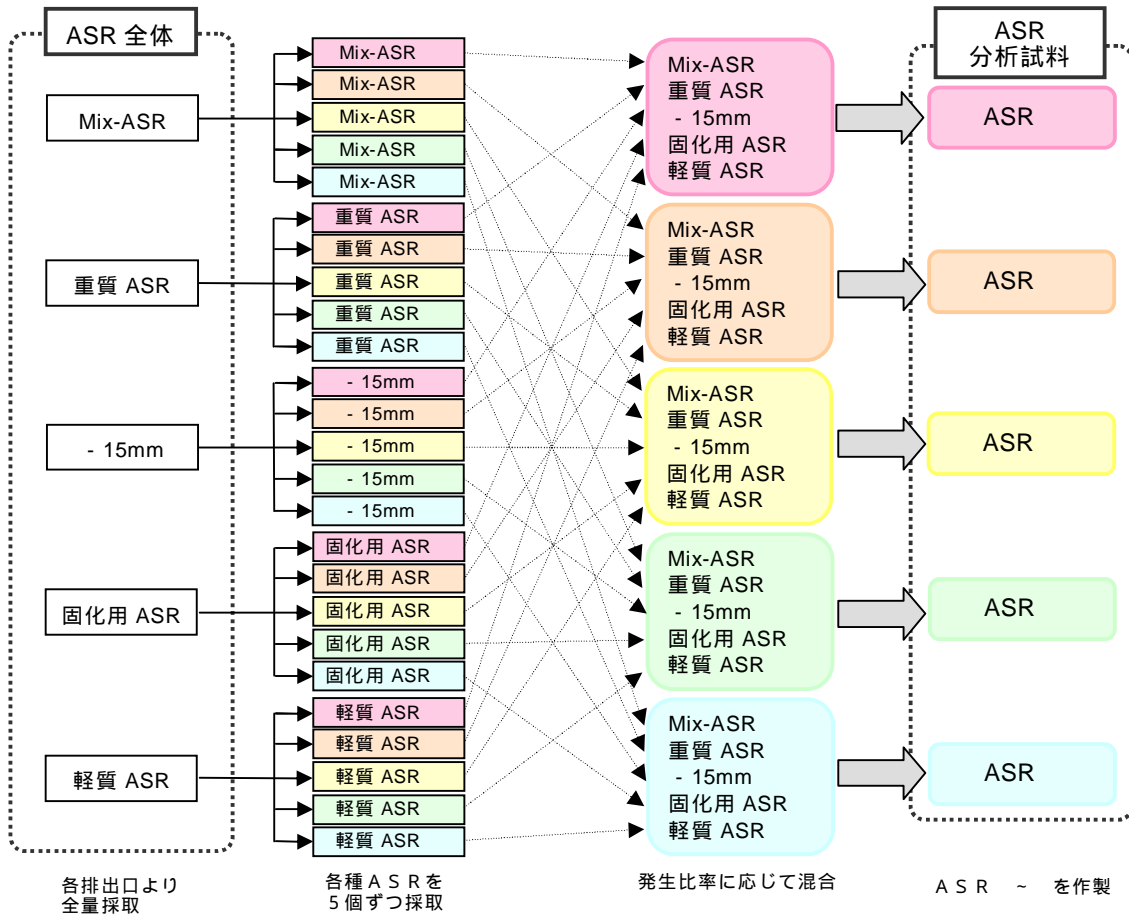 ASR 全体
Mix-ASR
重質 ASR
- 15mm
固化用 ASR
軽質 ASR
各排出口より
全量採取
Mix-ASR
Mix-ASR
Mix-ASR
Mix-ASR
Mix-ASR
重質 ASR
重質 ASR
重質 ASR
重質 ASR
重質 ASR
- 15mm
- 15mm
- 15mm
- 15mm
- 15mm
固化用 ASR
固化用 ASR
固化用 ASR
固化用 ASR
固化用 ASR
軽質 ASR
軽質 ASR
軽質 ASR
軽質 ASR
軽質 ASR
各種ASRを
5個ずつ採取
Mix-ASR
重質 ASR
- 15mm
固化用 ASR
軽質 ASR
Mix-ASR
重質 ASR
- 15mm
固化用 ASR
軽質 ASR
Mix-ASR
重質 ASR
- 15mm
固化用 ASR
軽質 ASR
Mix-ASR
重質 ASR
- 15mm
固化用 ASR
軽質 ASR
Mix-ASR
重質 ASR
- 15mm
固化用 ASR
軽質 ASR
発生比率に応じて混合
ASR
分析試料
ASR
ASR
ASR
ASR
ASR
ASR ~ を作製